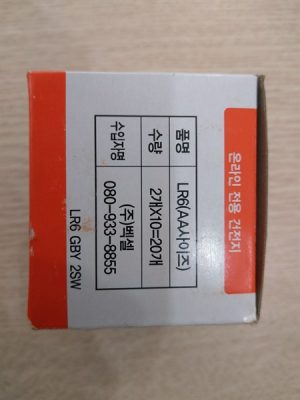 온라인 전용 건전지
품명 LR6(AA사이즈)
수량 2개X10=20개
수입자명 (주)벡셀
080-933-8855
LR6 GBY 2SW